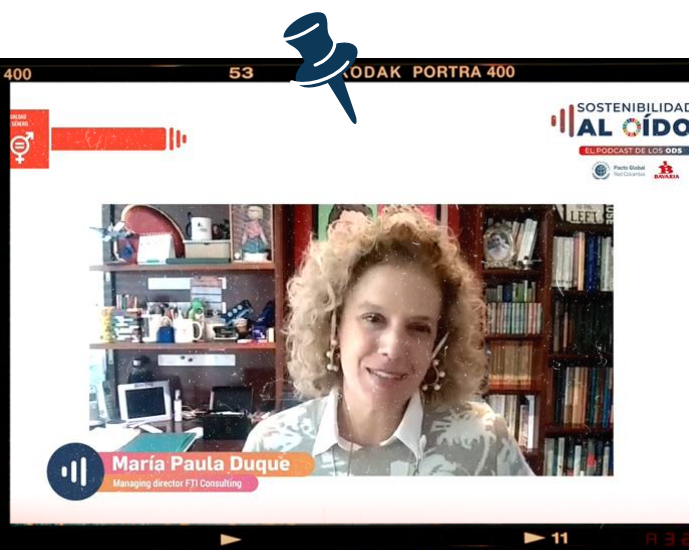 400
53
KODAK PORTRA 400
SOSTENIBILIDAD
AL OÍDO
EL PODCAST DE LOS ODS
Pacto Global
Red Colombia
BAVARIA
LEFT
María Paula Duque
Managing director FTI Consulting
11